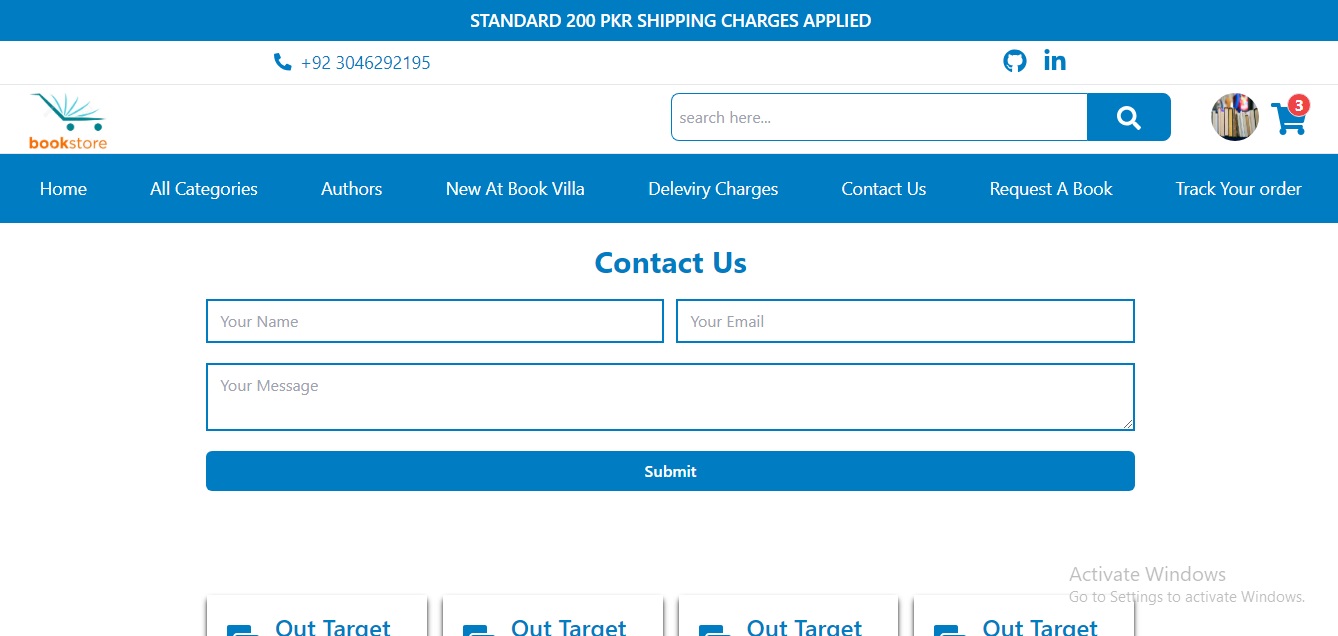 STANDARD 200 PKR SHIPPING CHARGES APPLIED
+92 3046292195
in
bookstore
search here...
3
Home All Categories Authors New At Book Villa Deleviry Charges Contact Us Request A Book Track Your order
Contact Us
Your Name Your Email
Your Message
Submit
Activate Windows
Go to Settings to activate Windows.
Out Target Out Target Out Target Out Target